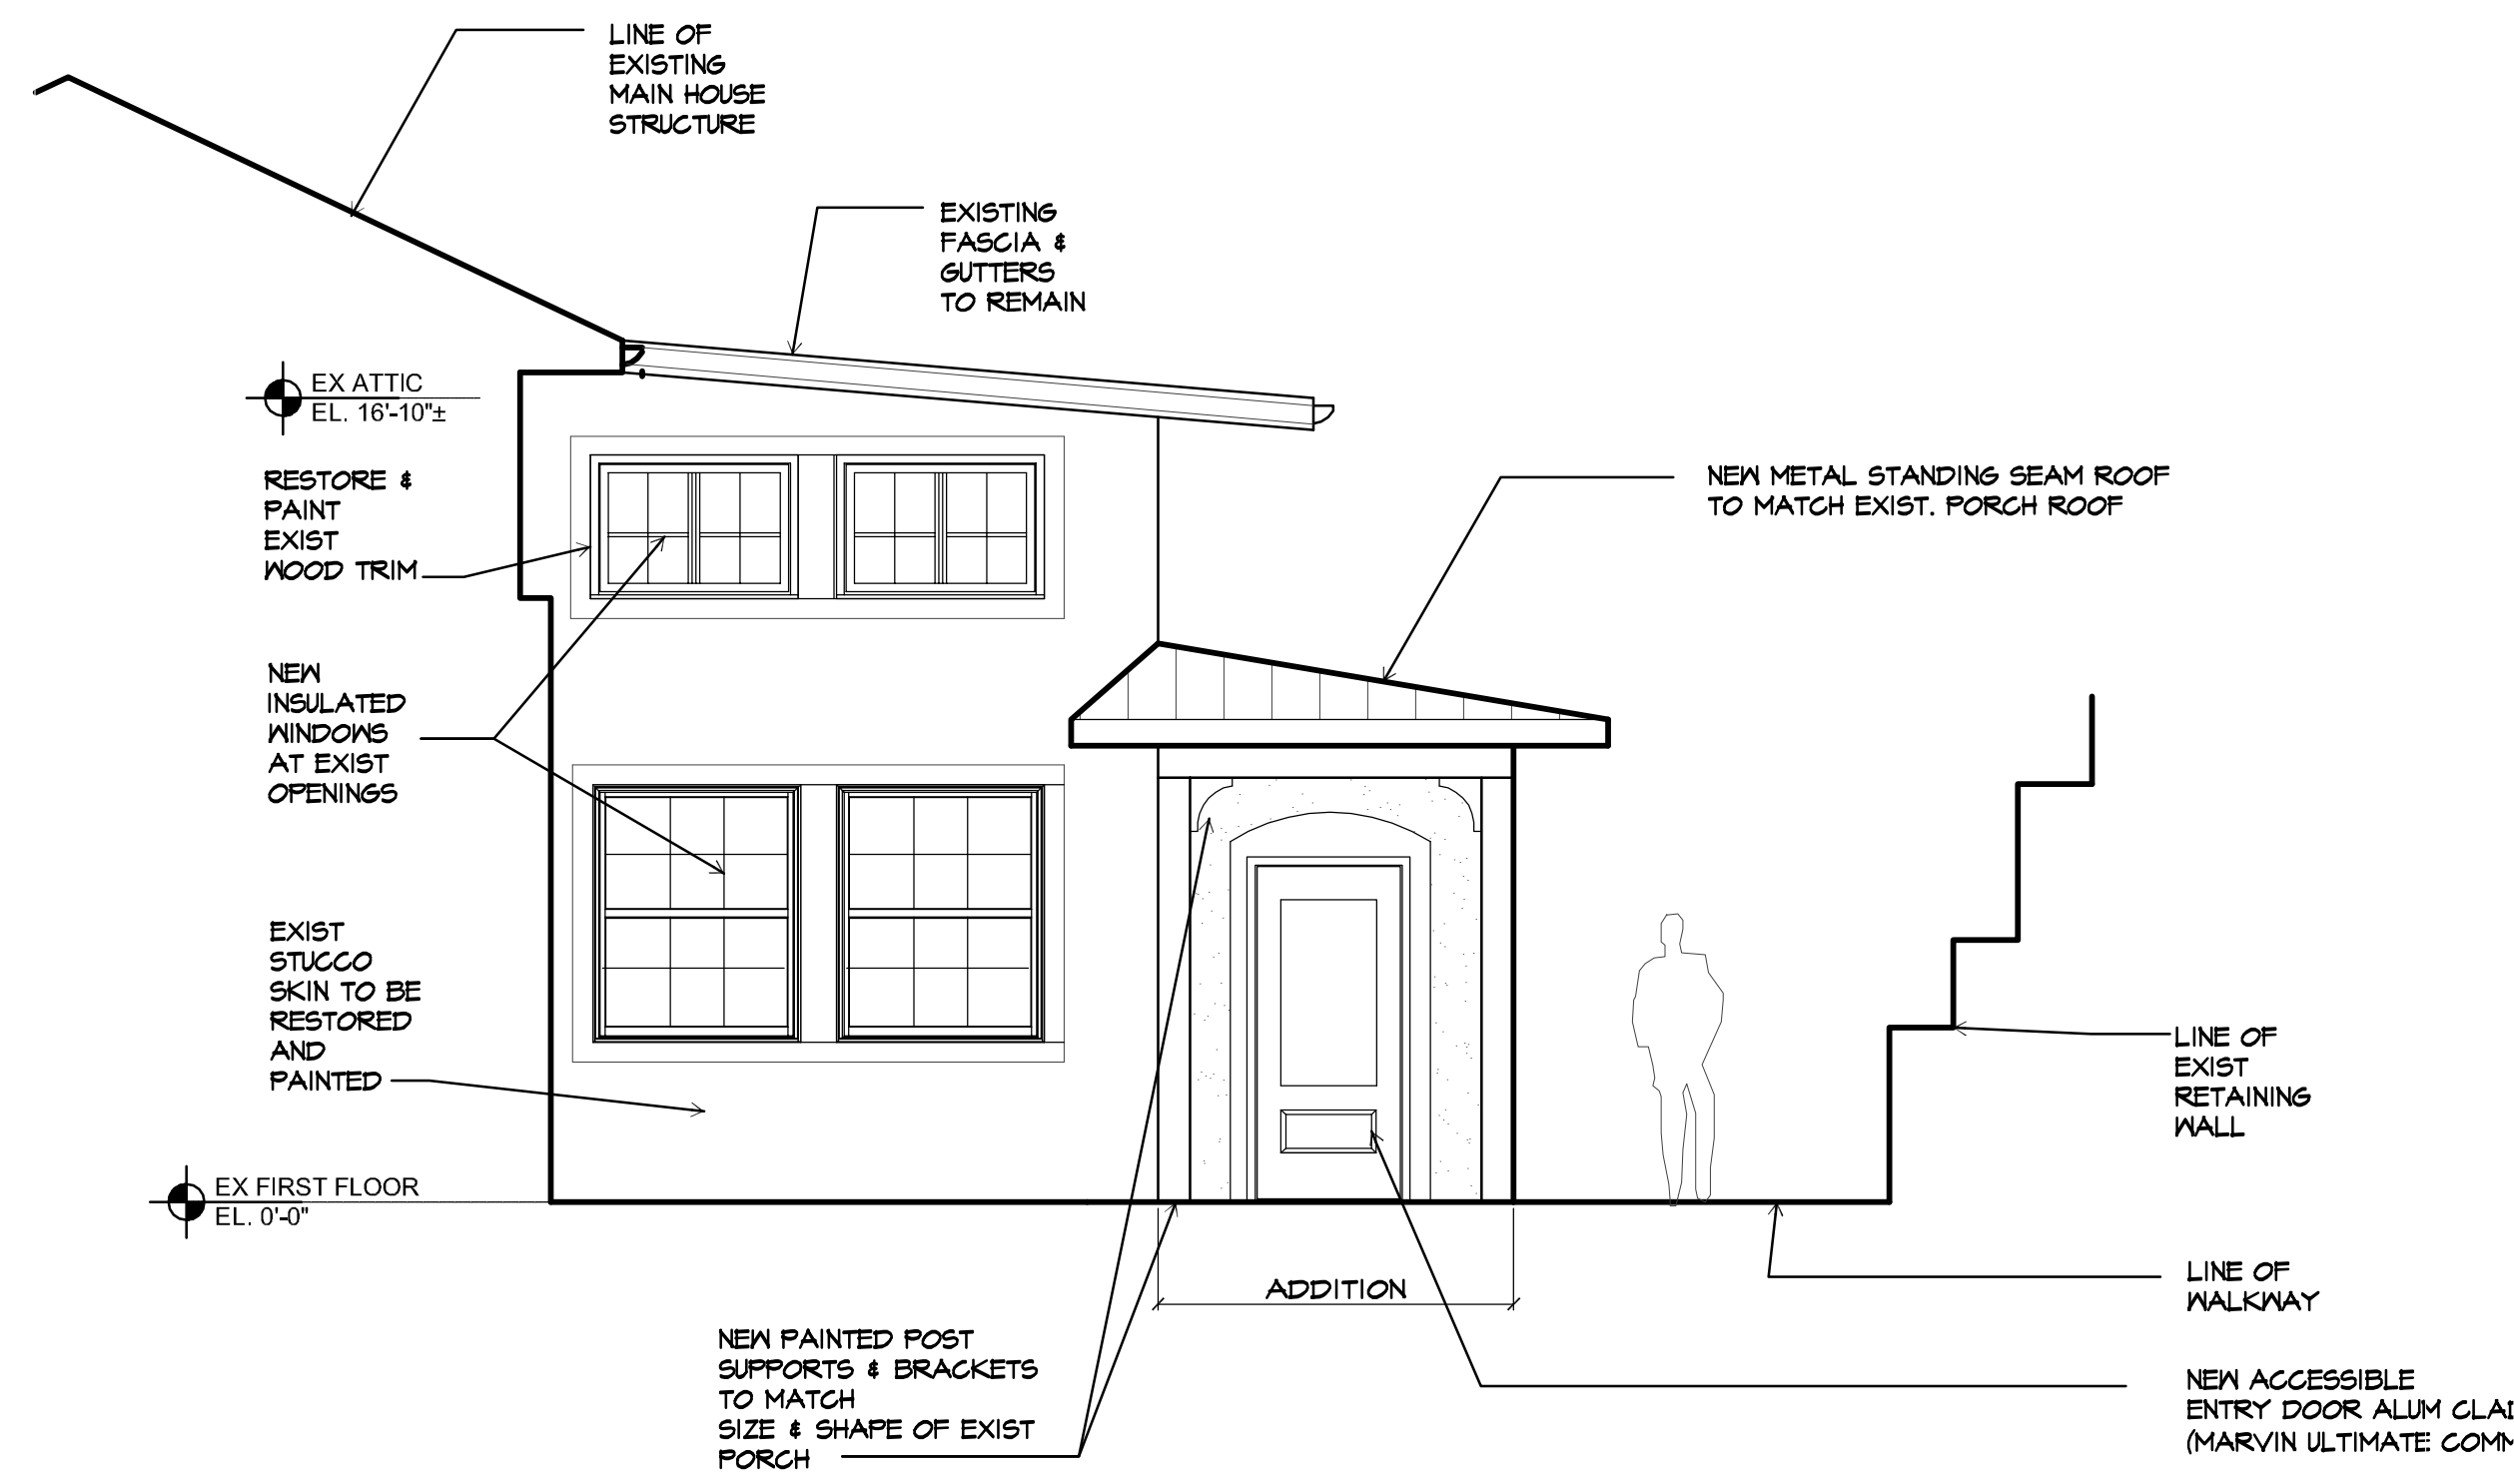 LINE OF
EXISTING
MAIN HOUSE
STRUCTURE
EXISTING
FASCIA &
GUTTERS
TO REMAIN
EX ATTIC
EL. 16'-10"±
RESTORE &
PAINT
EXIST
WOOD TRIM
NEW METAL STANDING SEAM ROOF
TO MATCH EXIST. PORCH ROOF
NEW
INSULATED
WINDOWS
AT EXIST
OPENINGS
EXIST
STUCCO
SKIN TO BE
RESTORED
AND
PAINTED
LINE OF
EXIST
RETAINING
WALL
EX FIRST FLOOR
EL. 0'-0"
ADDITION
LINE OF
WALKWAY
NEW PAINTED POST
SUPPORTS & BRACKETS
TO MATCH
SIZE & SHAPE OF EXIST
PORCH
NEW ACCESSIBLE
ENTRY DOOR ALUM
(MARVIN ULTIMATE: